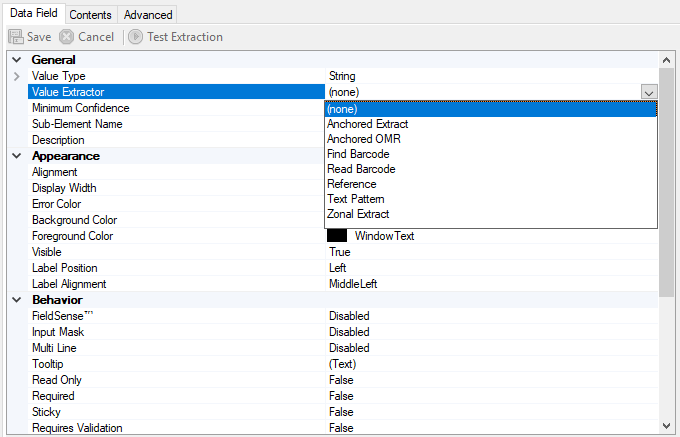 Data Field Contents Advanced
Save Cancel Test Extraction
General
Value Type String
Value Extractor (none)
Minimum Confidence (none)
Sub-Element Name Anchored Extract
Description Anchored OMR
Appearance Find Barcode
Alignment Read Barcode
Display Width Reference
Error Color Text Pattern
Background Color Zonal Extract
Foreground Color WindowText
Visible True
Label Position Left
Label Alignment MiddleLeft
Behavior
FieldSense™ Disabled
Input Mask Disabled
Multi Line Disabled
Tooltip (Text)
Read Only False
Required False
Sticky False
Requires Validation False